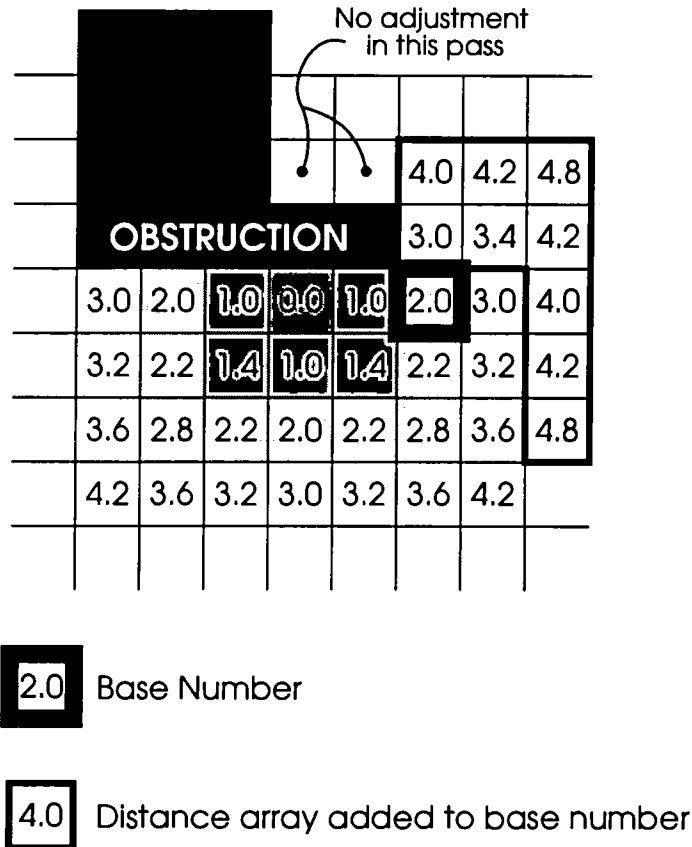 No adjustment
in this pass
4.0 4.2 4.8
OBSTRUCTION 3.0 3.4 4.2
3.0 2.0 1.0 0.0 1.0 2.0 3.0 4.0
3.2 2.2 1.4 1.0 1.4 2.2 3.2 4.2
3.6 2.8 2.2 2.0 2.2 2.8 3.6 4.8
4.2 3.6 3.2 3.0 3.2 3.6 4.2
2.0 Base Number
4.0 Distance array added to base number